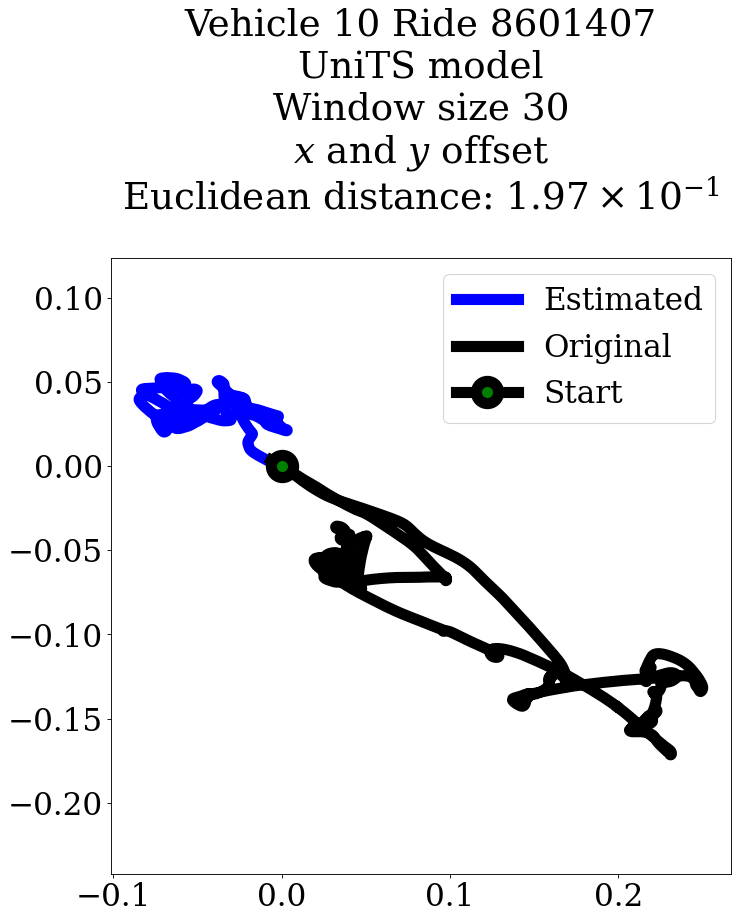 Vehicle 10 Ride 8601407
UniTS model
Window size 30
x and y offset
Euclidean distance: 1.97 × 10⁻¹
Estimated
Original
Start
0.10
0.05
0.00
−0.05
−0.10
−0.15
−0.20
−0.1 0.0 0.1 0.2